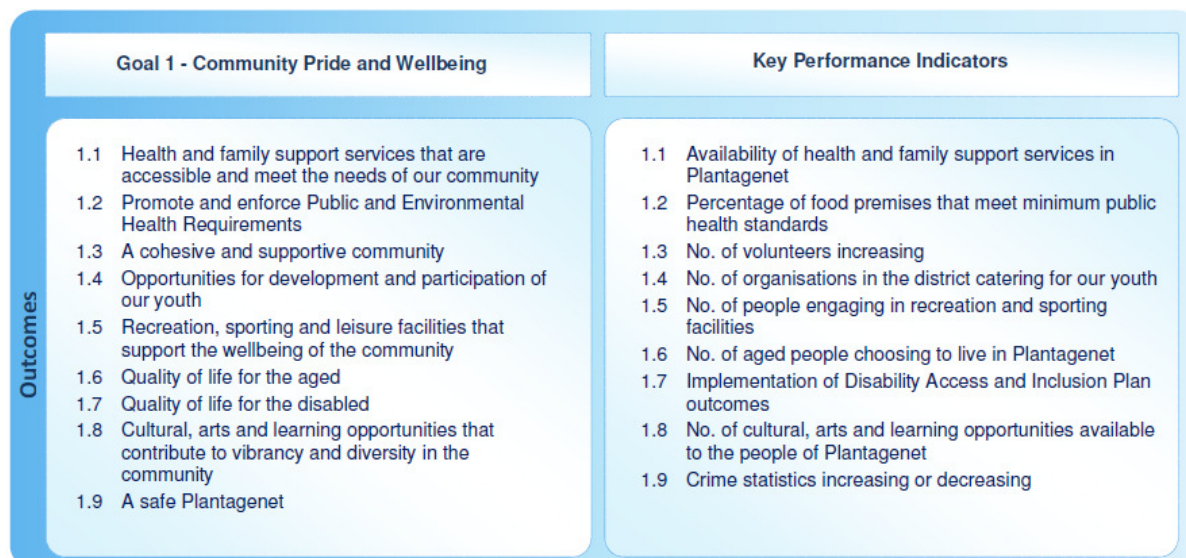 Goal 1 - Community Pride and Wellbeing
Key Performance Indicators
Outcomes
1.1 Health and family support services that are
accessible and meet the needs of our community
1.2 Promote and enforce Public and Environmental
Health Requirements
1.3 A cohesive and supportive community
1.4 Opportunities for development and participation of
our youth
1.5 Recreation, sporting and leisure facilities that
support the wellbeing of the community
1.6 Quality of life for the aged
1.7 Quality of life for the disabled
1.8 Cultural, arts and learning opportunities that
contribute to vibrancy and diversity in the
community
1.9 A safe Plantagenet
1.1 Availability of health and family support services in
Plantagenet
1.2 Percentage of food premises that meet minimum public
health standards
1.3 No. of volunteers increasing
1.4 No. of organisations in the district catering for our youth
1.5 No. of people engaging in recreation and sporting
facilities
1.6 No. of aged people choosing to live in Plantagenet
1.7 Implementation of Disability Access and Inclusion Plan
outcomes
1.8 No. of cultural, arts and learning opportunities available
to the people of Plantagenet
1.9 Crime statistics increasing or decreasing